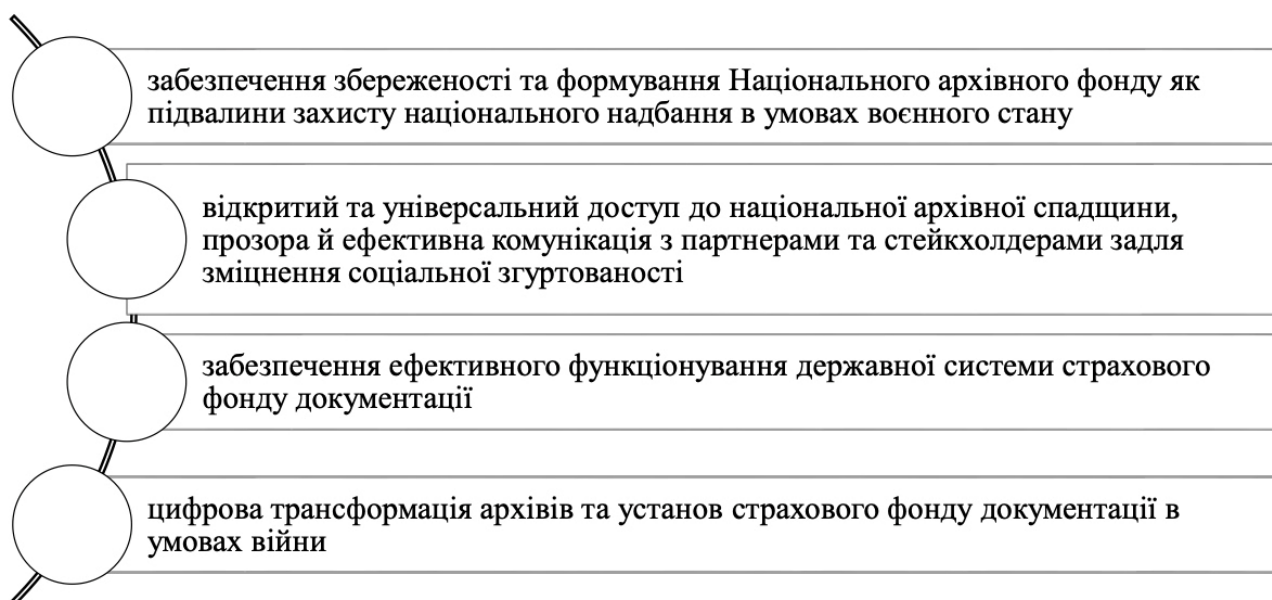 забезпечення збереженості та формування Національного архівного фонду як
підвалини захисту національного надбання в умовах воєнного стану
відкритий та універсальний доступ до національної архівної спадщини,
прозора й ефективна комунікація з партнерами та стейкхолдерами задля
зміцнення соціальної згуртованості
забезпечення ефективного функціонування державної системи страхового
фонду документації
цифрова трансформація архівів та установ страхового фонду документації в
умовах війни